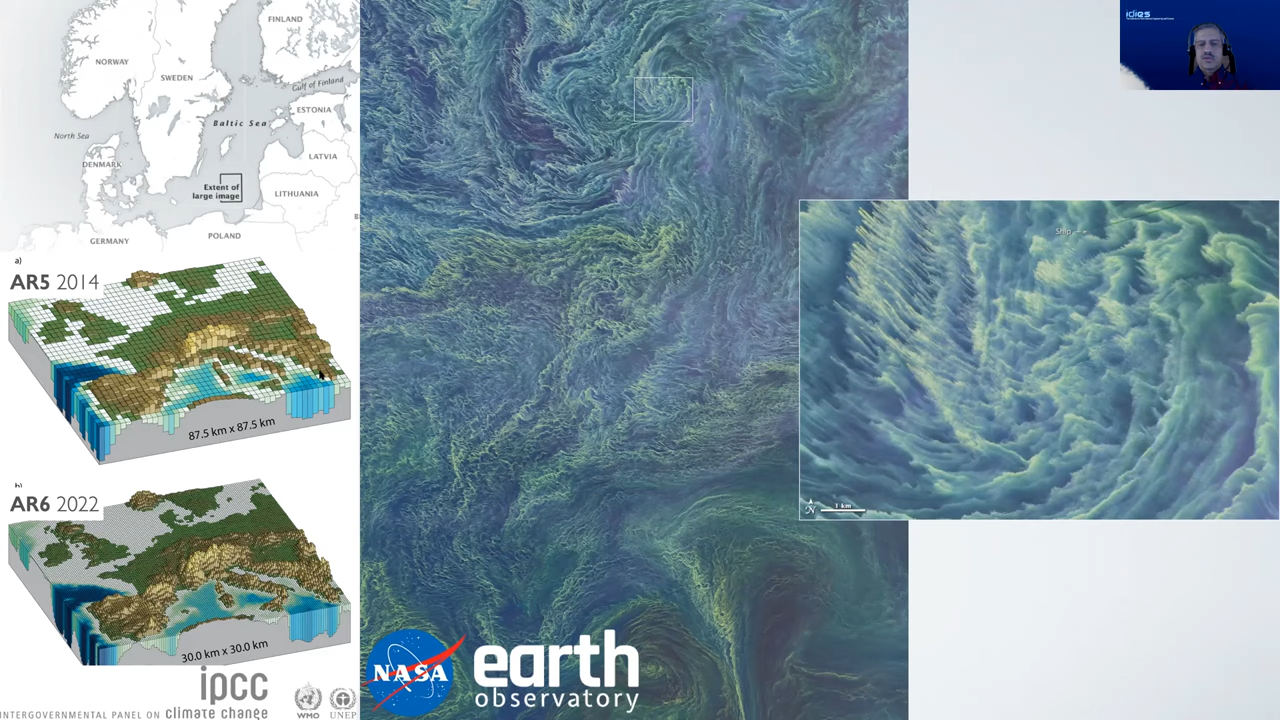 FINLAND
NORWAY
SWEDEN
Gulf of Finland
ESTONIA
Baltic Sea
North Sea
LATVIA
DENMARK
Extent of
large image
LITHUANIA
POLAND
GERMANY
a)
AR5 2014
87.5 km x 87.5 km
b)
AR6 2022
30.0 km x 30.0 km
ipcc
INTERGOVERNMENTAL PANEL ON climate change
WMO UNEP
NASA
earth
observatory
Ship
N
1 km
idies